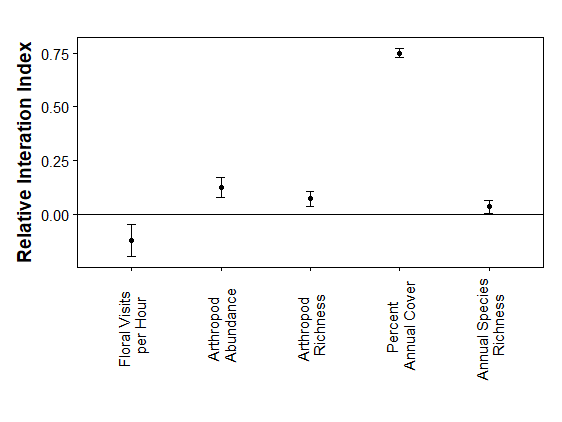 Relative Interation Index
0.75
0.50
0.25
0.00
Floral Visits
per Hour
Arthropod
Abundance
Arthropod
Richness
Percent
Annual Cover
Annual Species
Richness